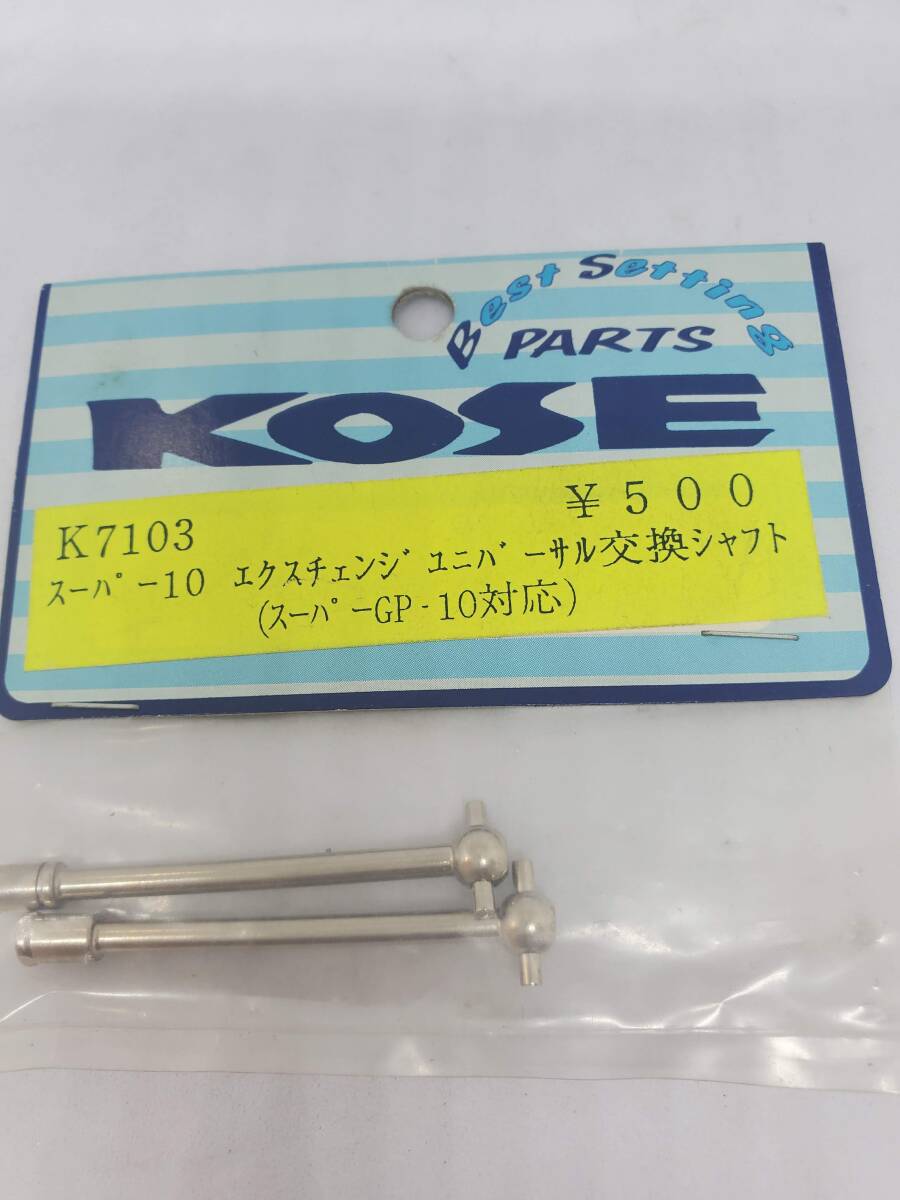 Best Setting
PARTS
KOSE
K7103 ¥500
スーパー10 エクスチェンジ ユニバーサル交換シャフト
(スーパーGP-10対応)